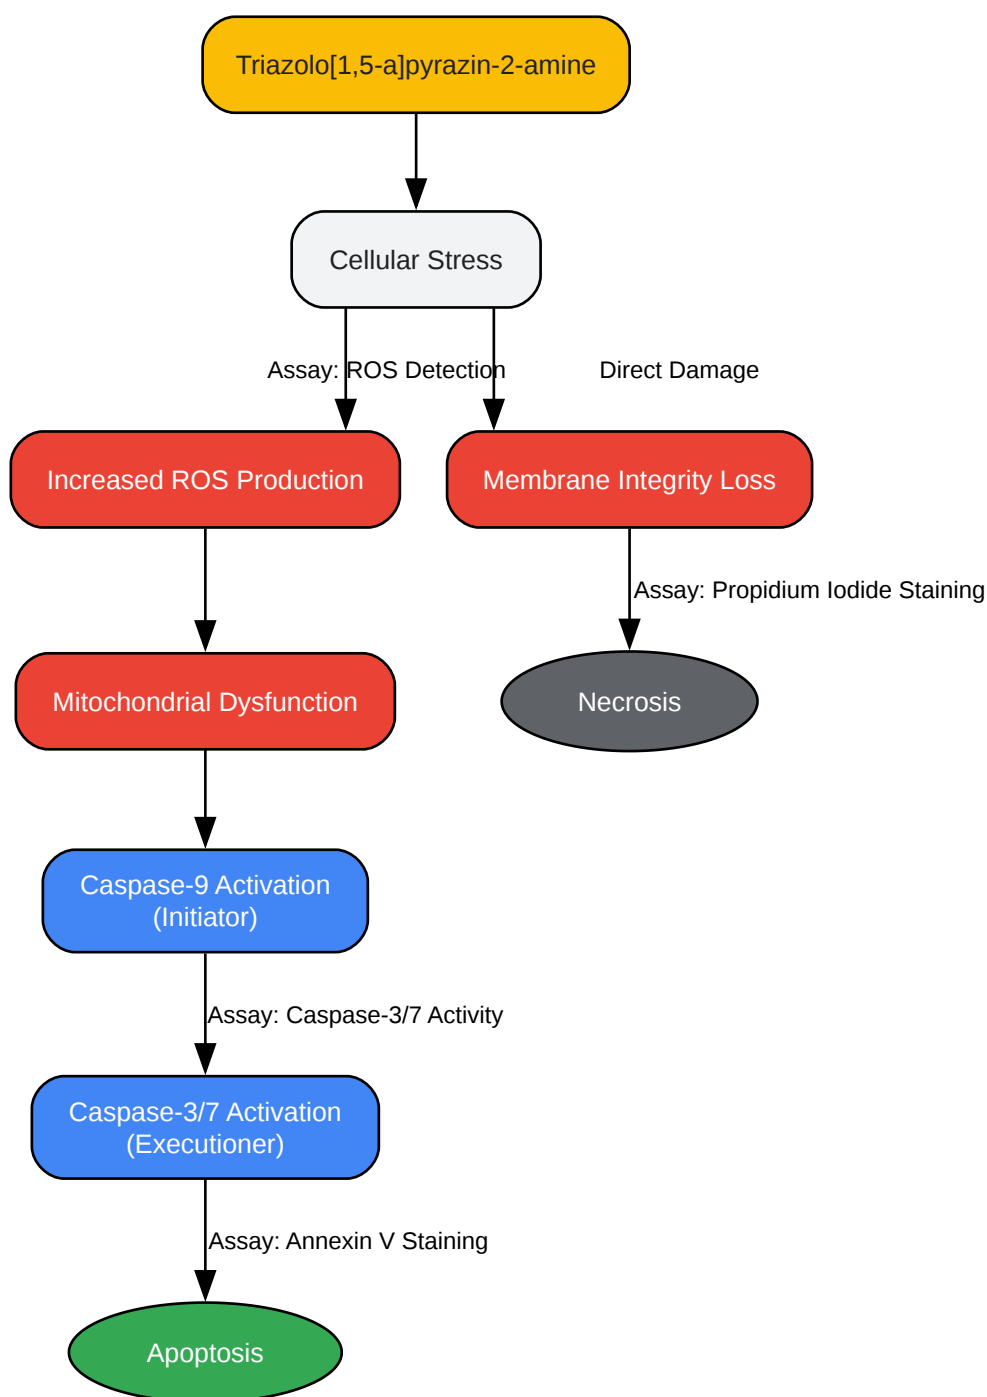 Triazolo[1,5-a]pyrazin-2-amine
Cellular Stress
Assay: ROS Detection
Direct Damage
Increased ROS Production
Membrane Integrity Loss
Assay: Propidium Iodide Staining
Mitochondrial Dysfunction
Necrosis
Caspase-9 Activation
(Initiator)
Assay: Caspase-3/7 Activity
Caspase-3/7 Activation
(Executioner)
Assay: Annexin V Staining
Apoptosis